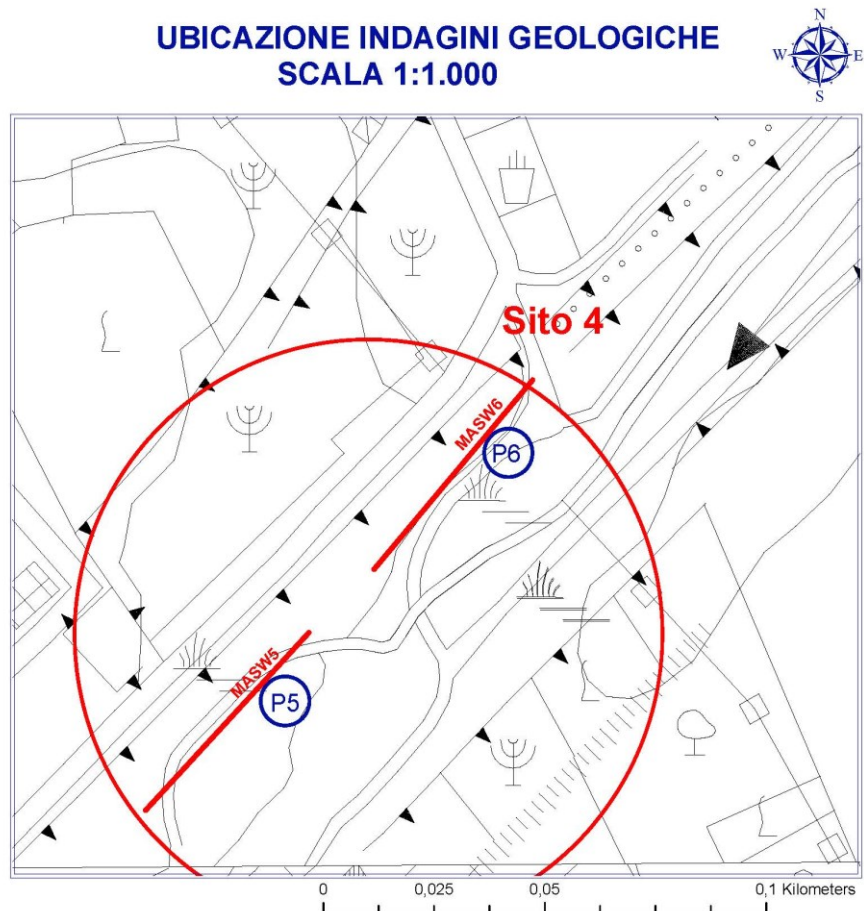 UBICAZIONE INDAGINI GEOLOGICHE
SCALA 1:1.000
N
W
E
S
Sito 4
MASW6
P6
MASW5
P5
0
0,025
0,05
0,1 Kilometers